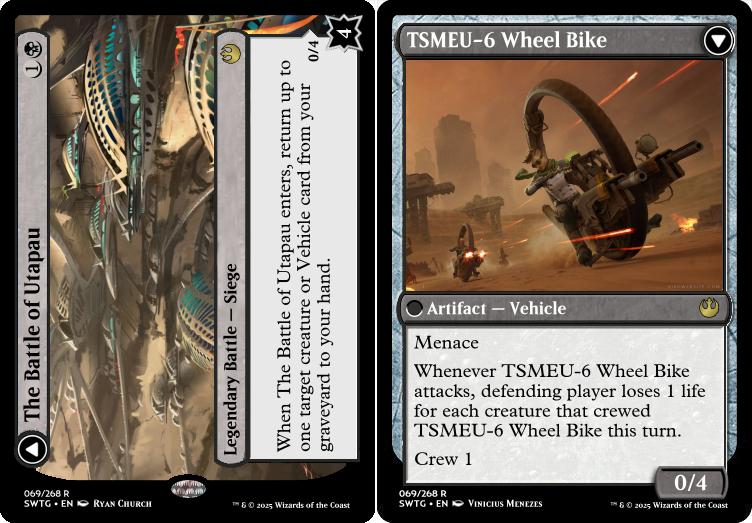 The Battle of Utapau
1
Legendary Battle — Siege
When The Battle of Utapau enters, return up to
one target creature or Vehicle card from your
graveyard to your hand.
0/4
4
069/268 R
SWTG • EN Ryan Church
™ & © 2025 Wizards of the Coast
TSMEU-6 Wheel Bike
Artifact — Vehicle
Menace
Whenever TSMEU-6 Wheel Bike
attacks, defending player loses 1 life
for each creature that crewed
TSMEU-6 Wheel Bike this turn.
Crew 1
0/4
069/268 R
SWTG • EN Vinicius Menezes
™ & © 2025 Wizards of the Coast